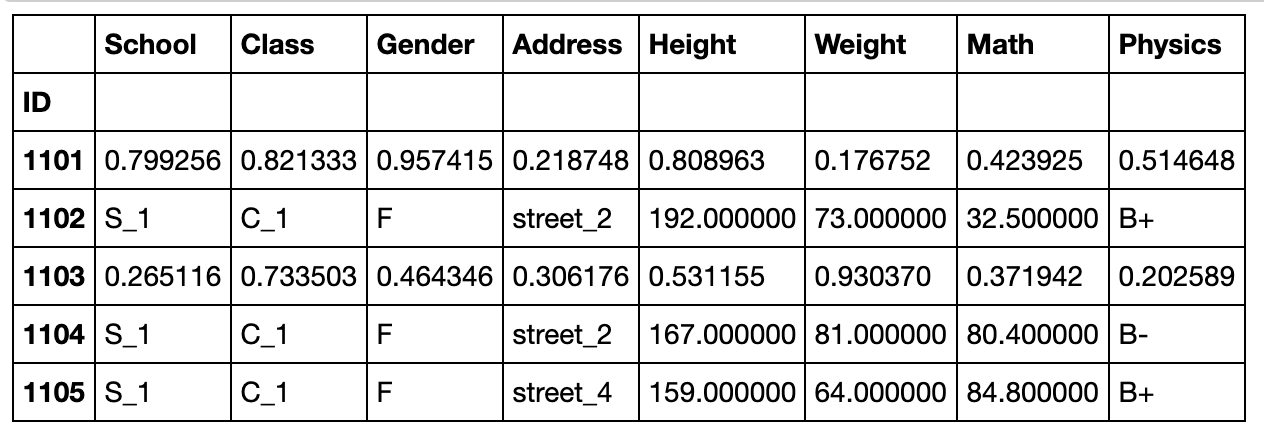 School Class Gender Address Height Weight Math Physics
ID
1101 0.799256 0.821333 0.957415 0.218748 0.808963 0.176752 0.423925 0.514648
1102 S_1 C_1 F street_2 192.000000 73.000000 32.500000 B+
1103 0.265116 0.733503 0.464346 0.306176 0.531155 0.930370 0.371942 0.202589
1104 S_1 C_1 F street_2 167.000000 81.000000 80.400000 B-
1105 S_1 C_1 F street_4 159.000000 64.000000 84.800000 B+